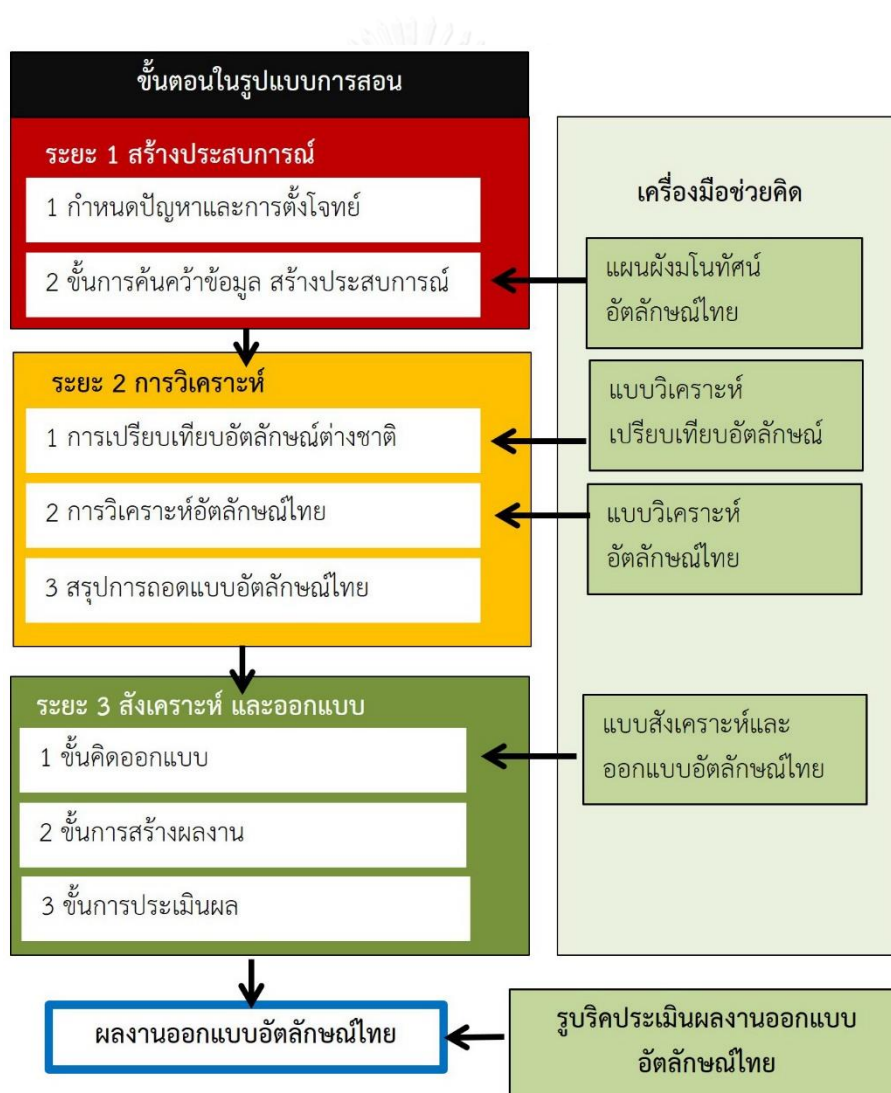 ขั้นตอนในรูปแบบการสอน
ระยะ 1 สร้างประสบการณ์
1 กำหนดปัญหาและการตั้งโจทย์
2 ขั้นการค้นคว้าข้อมูล สร้างประสบการณ์
ระยะ 2 การวิเคราะห์
1 การเปรียบเทียบอัตลักษณ์ต่างชาติ
2 การวิเคราะห์อัตลักษณ์ไทย
3 สรุปการถอดแบบอัตลักษณ์ไทย
ระยะ 3 สังเคราะห์ และออกแบบ
1 ขั้นคิดออกแบบ
2 ขั้นการสร้างผลงาน
3 ขั้นการประเมินผล
ผลงานออกแบบอัตลักษณ์ไทย
เครื่องมือช่วยคิด
แผนผังมโนทัศน์
อัตลักษณ์ไทย
แบบวิเคราะห์
เปรียบเทียบอัตลักษณ์
แบบวิเคราะห์
อัตลักษณ์ไทย
แบบสังเคราะห์และ
ออกแบบอัตลักษณ์ไทย
รูบริคประเมินผลงานออกแบบ
อัตลักษณ์ไทย